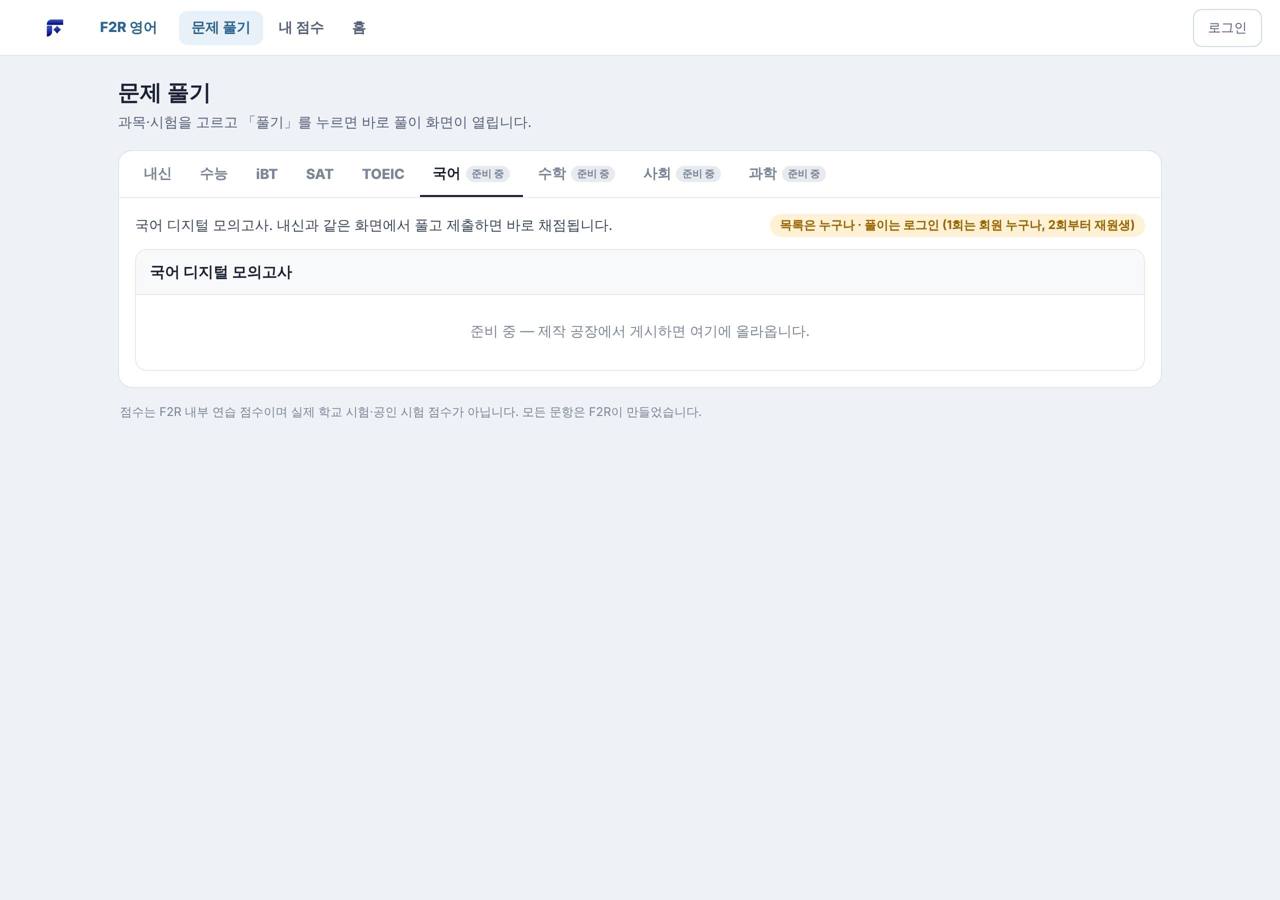 F2R 영어 문제 풀기 내 점수 홈 로그인
문제 풀기
과목·시험을 고르고 「풀기」를 누르면 바로 풀이 화면이 열립니다.
내신 수능 iBT SAT TOEIC 국어 준비 중 수학 준비 중 사회 준비 중 과학 준비 중
국어 디지털 모의고사. 내신과 같은 화면에서 풀고 제출하면 바로 채점됩니다. 목록은 누구나 · 풀이는 로그인 (1회는 회원 누구나, 2회부터 재원생)
국어 디지털 모의고사
준비 중 — 제작 공장에서 게시하면 여기에 올라옵니다.
점수는 F2R 내부 연습 점수이며 실제 학교 시험·공인 시험 점수가 아닙니다. 모든 문항은 F2R이 만들었습니다.